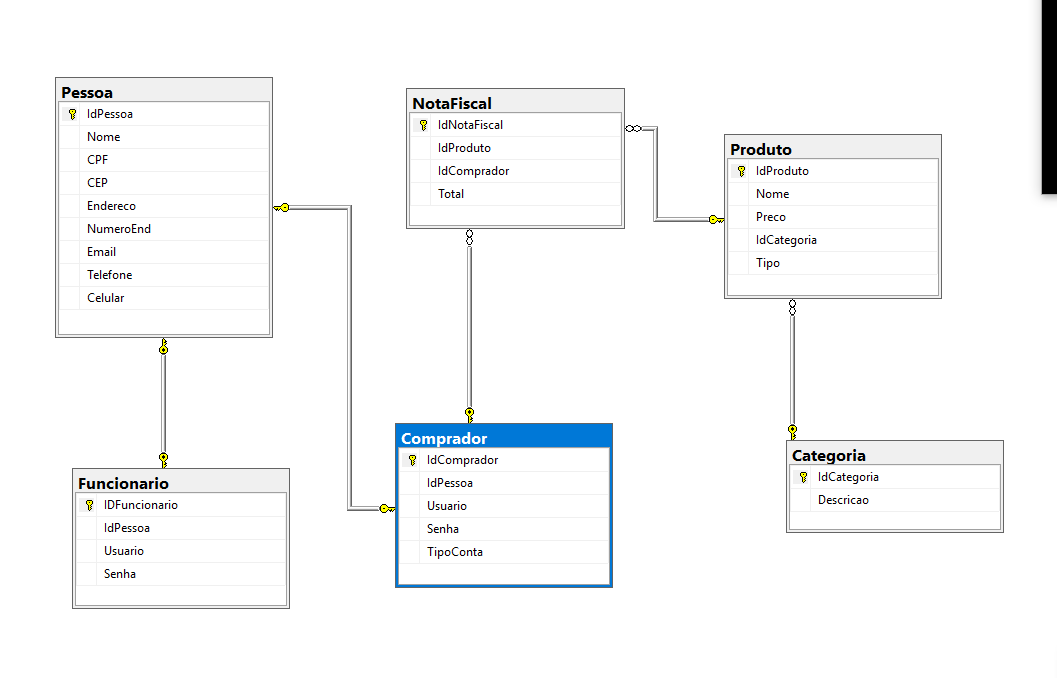 Pessoa
IdPessoa
Nome
CPF
CEP
Endereco
NumeroEnd
Email
Telefone
Celular
NotaFiscal
IdNotaFiscal
IdProduto
IdComprador
Total
Produto
IdProduto
Nome
Preco
IdCategoria
Tipo
Funcionario
IDFuncionario
IdPessoa
Usuario
Senha
Comprador
IdComprador
IdPessoa
Usuario
Senha
TipoConta
Categoria
IdCategoria
Descricao